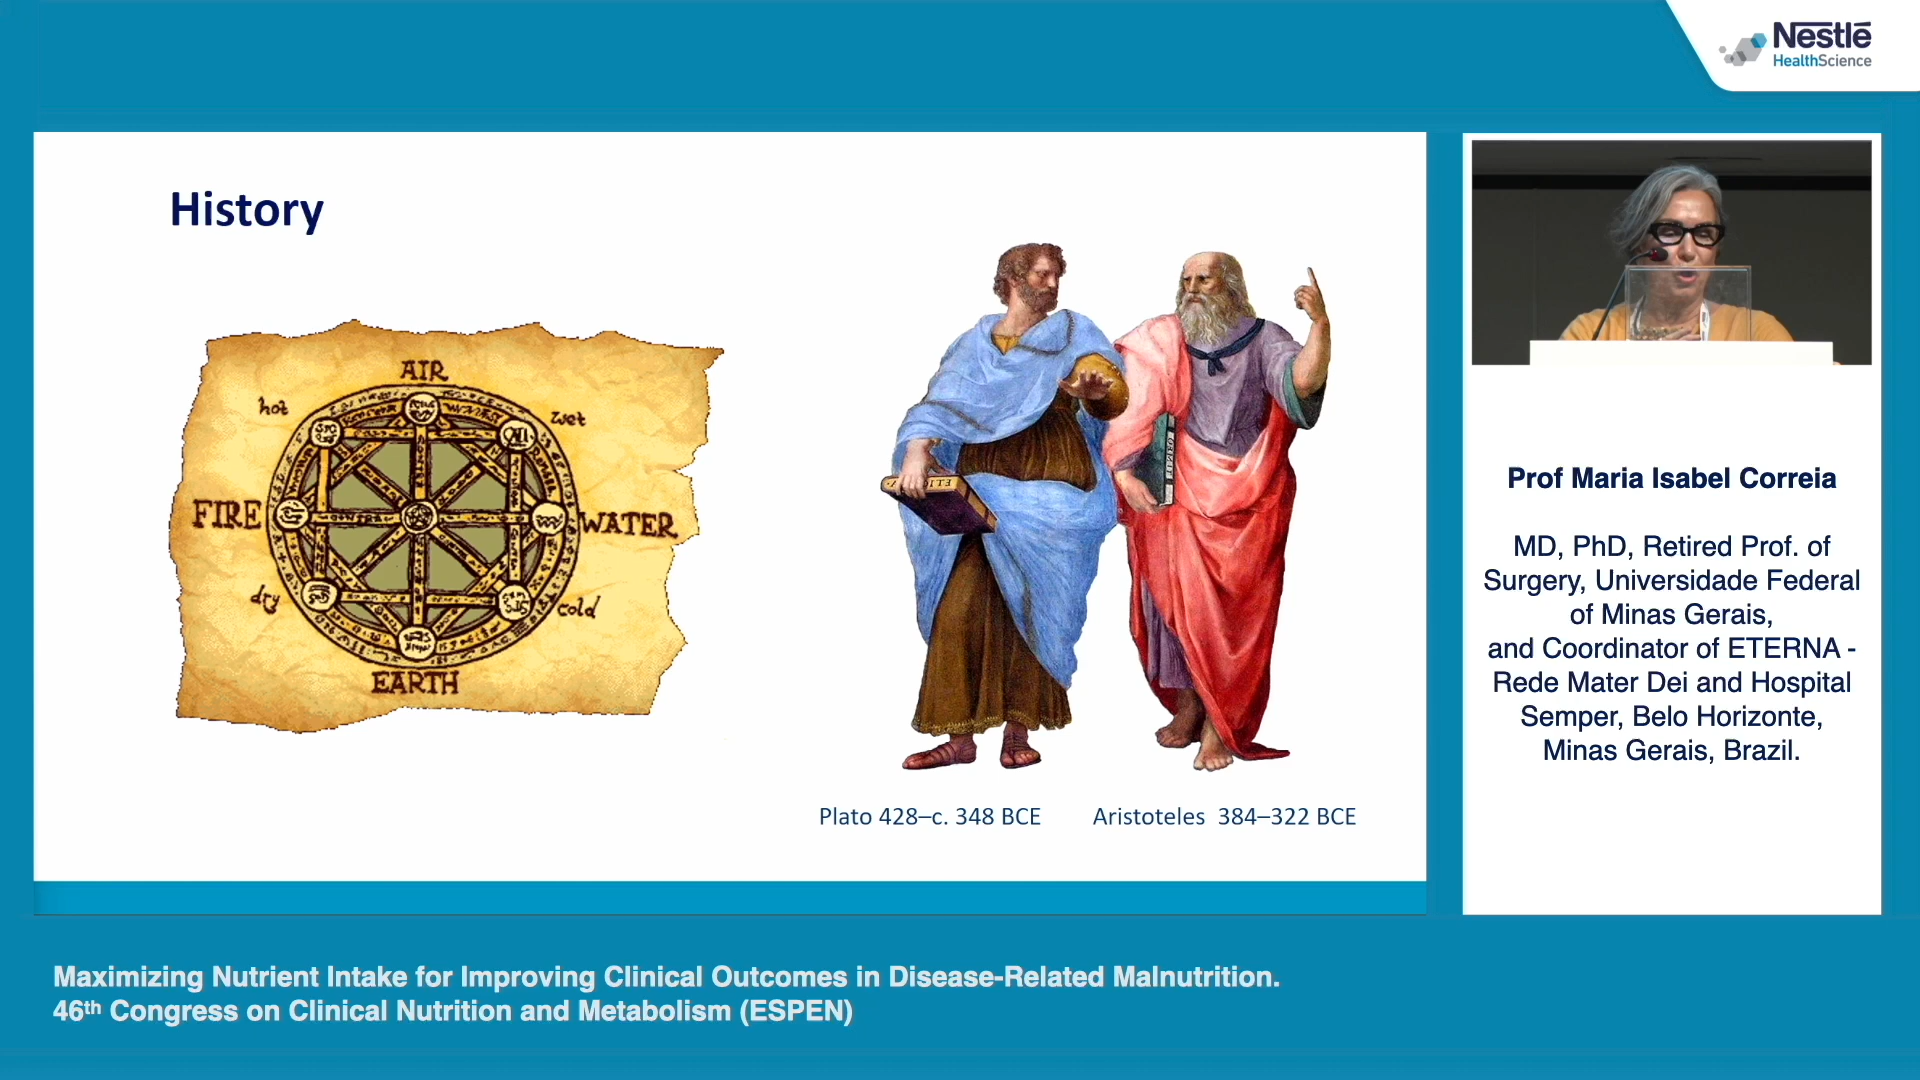 Nestlé
HealthScience
History
AIR
hot
wet
FIRE
WATER
dry
cold
EARTH
Plato 428–c. 348 BCE
Aristoteles 384–322 BCE
Prof Maria Isabel Correia
MD, PhD, Retired Prof. of
Surgery, Universidade Federal
of Minas Gerais,
and Coordinator of ETERNA -
Rede Mater Dei and Hospital
Semper, Belo Horizonte,
Minas Gerais, Brazil.
Maximizing Nutrient Intake for Improving Clinical Outcomes in Disease-Related Malnutrition.
46th Congress on Clinical Nutrition and Metabolism (ESPEN)